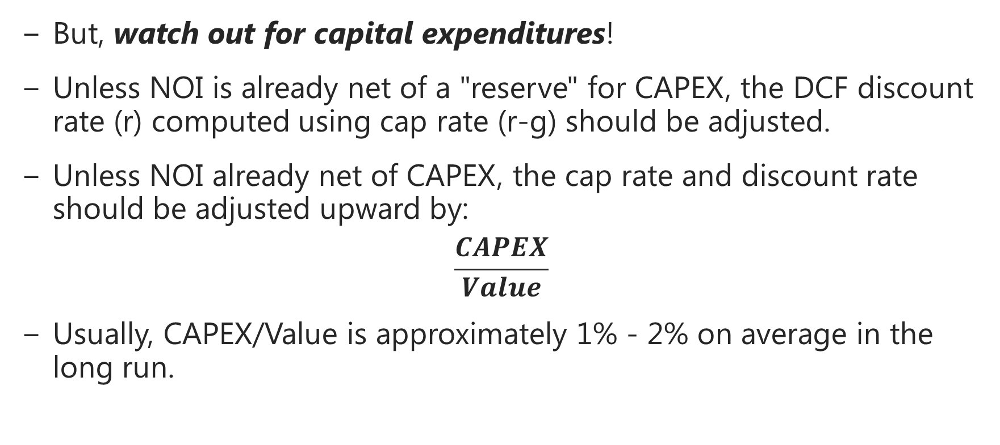 – But, watch out for capital expenditures!
– Unless NOI is already net of a "reserve" for CAPEX, the DCF discount
rate (r) computed using cap rate (r-g) should be adjusted.
– Unless NOI already net of CAPEX, the cap rate and discount rate
should be adjusted upward by:
CAPEX
Value
– Usually, CAPEX/Value is approximately 1% - 2% on average in the
long run.